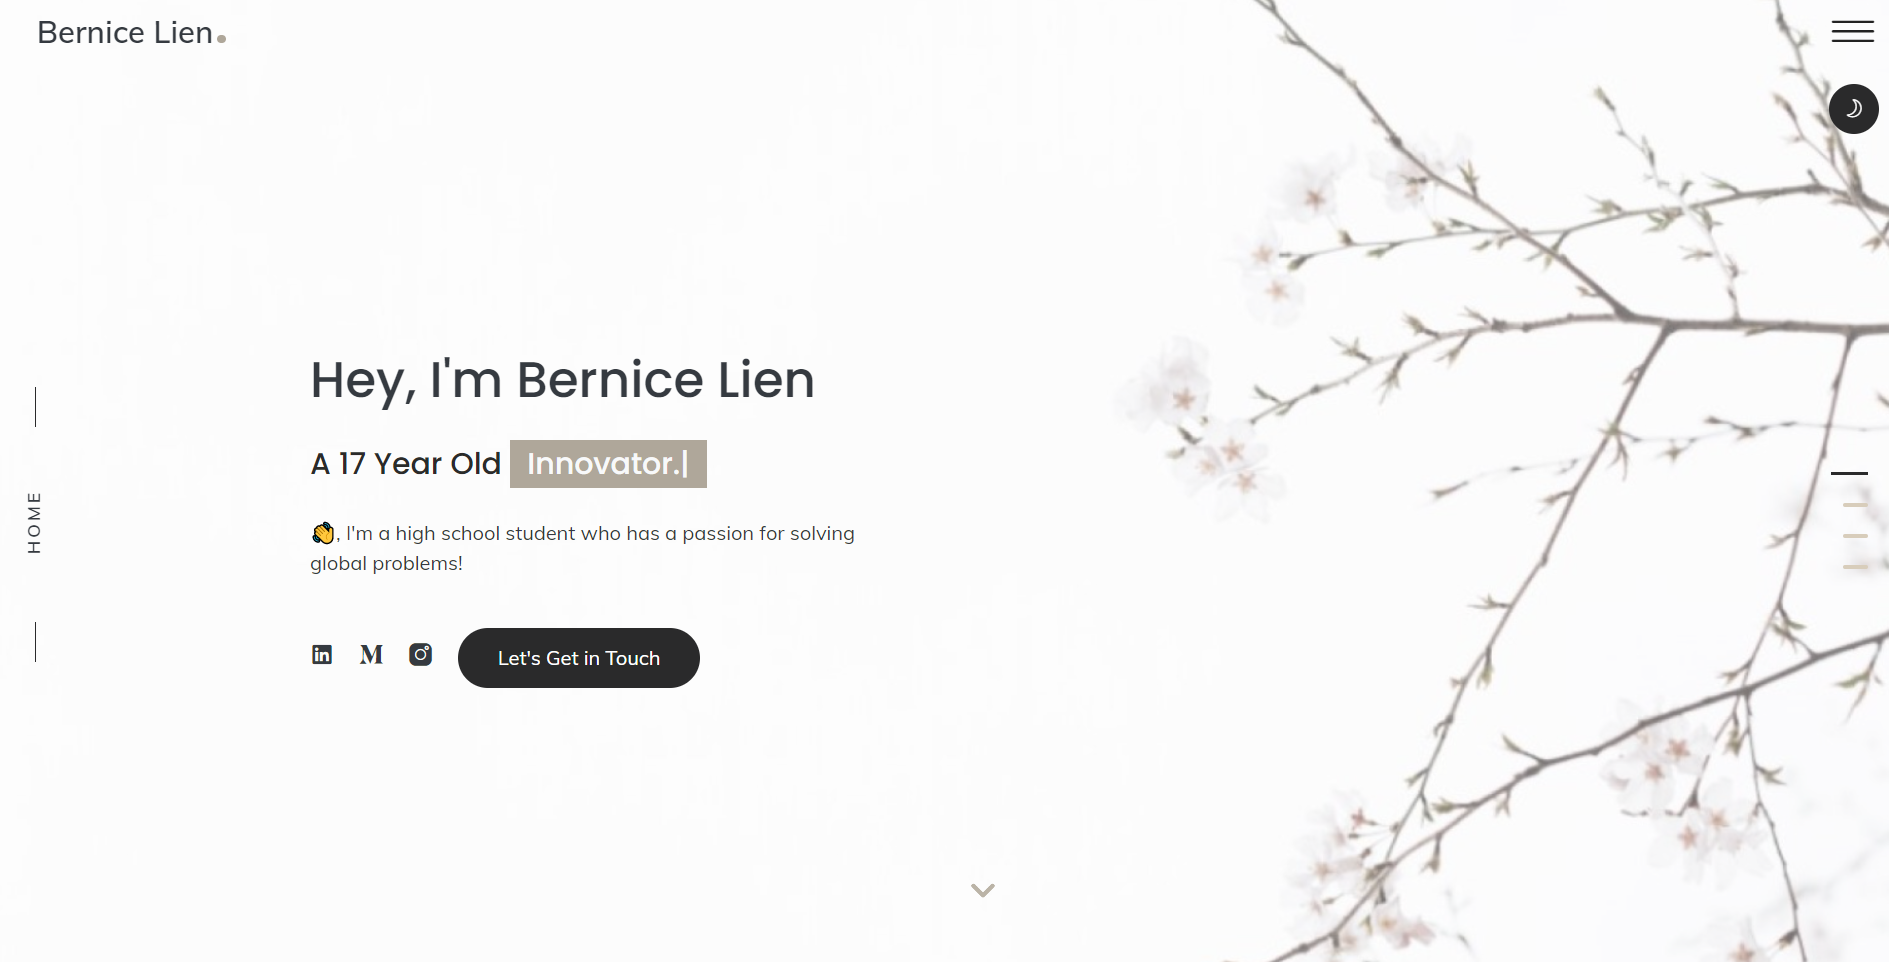 Bernice Lien.
Hey, I'm Bernice Lien
A 17 Year Old Innovator.|
HOME
👋, I'm a high school student who has a passion for solving
global problems!
in M Let's Get in Touch